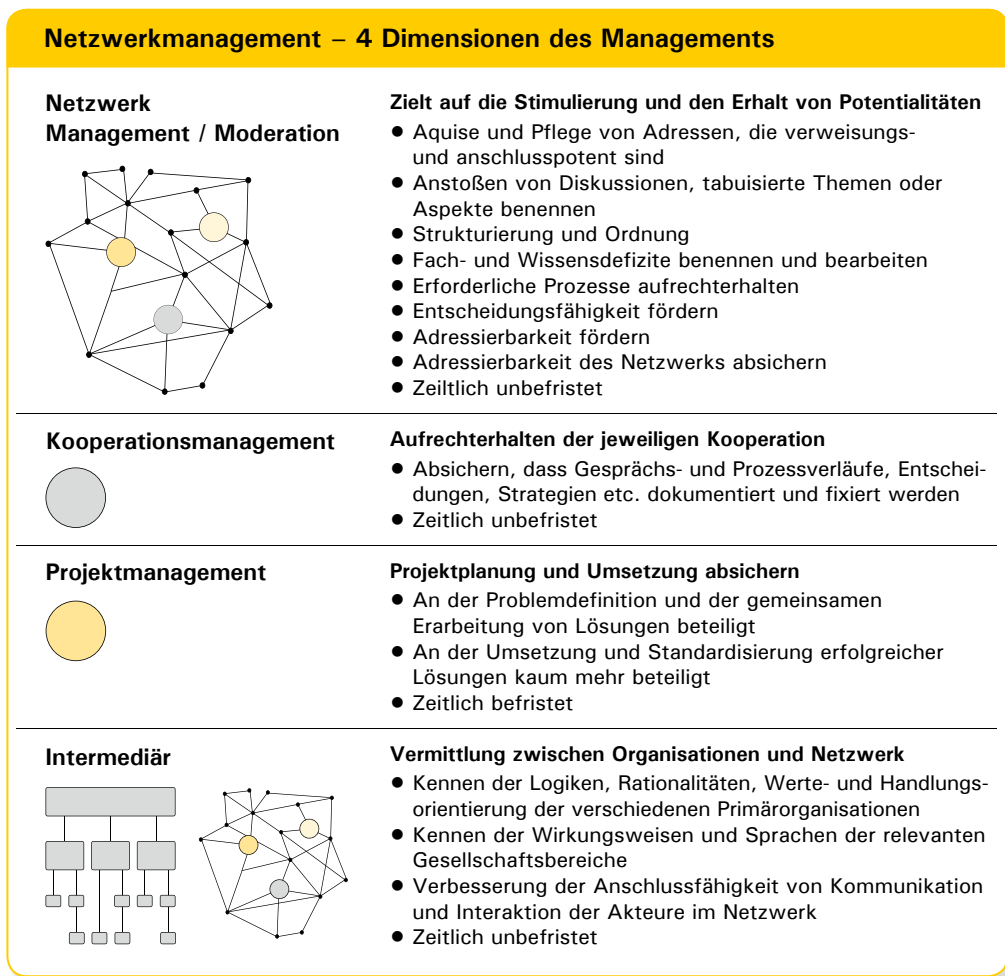 Netzwerkmanagement – 4 Dimensionen des Managements
Netzwerk
Management / Moderation
Zielt auf die Stimulierung und den Erhalt von Potentialitäten
● Aquise und Pflege von Adressen, die verweisungs-
und anschlusspotent sind
● Anstoßen von Diskussionen, tabuisierte Themen oder
Aspekte benennen
● Strukturierung und Ordnung
● Fach- und Wissensdefizite benennen und bearbeiten
● Erforderliche Prozesse aufrechterhalten
● Entscheidungsfähigkeit fördern
● Adressierbarkeit fördern
● Adressierbarkeit des Netzwerks absichern
● Zeiltlich unbefristet
Kooperationsmanagement
Aufrechterhalten der jeweiligen Kooperation
● Absichern, dass Gesprächs- und Prozessverläufe, Entschei-
dungen, Strategien etc. dokumentiert und fixiert werden
● Zeitlich unbefristet
Projektmanagement
Projektplanung und Umsetzung absichern
● An der Problemdefinition und der gemeinsamen
Erarbeitung von Lösungen beteiligt
● An der Umsetzung und Standardisierung erfolgreicher
Lösungen kaum mehr beteiligt
● Zeitlich befristet
Intermediär
Vermittlung zwischen Organisationen und Netzwerk
● Kennen der Logiken, Rationalitäten, Werte- und Handlungs-
orientierung der verschiedenen Primärorganisationen
● Kennen der Wirkungsweisen und Sprachen der relevanten
Gesellschaftsbereiche
● Verbesserung der Anschlussfähigkeit von Kommunikation
und Interaktion der Akteure im Netzwerk
● Zeitlich unbefristet